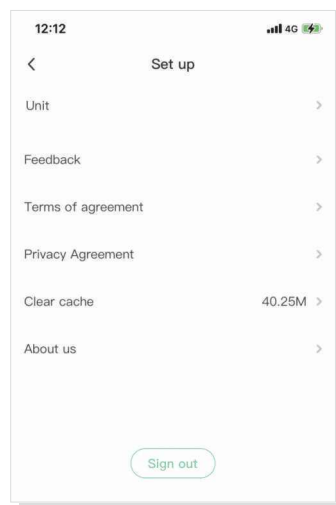 12:12
4G
Set up
Unit
Feedback
Terms of agreement
Privacy Agreement
Clear cache 40.25M
About us
Sign out